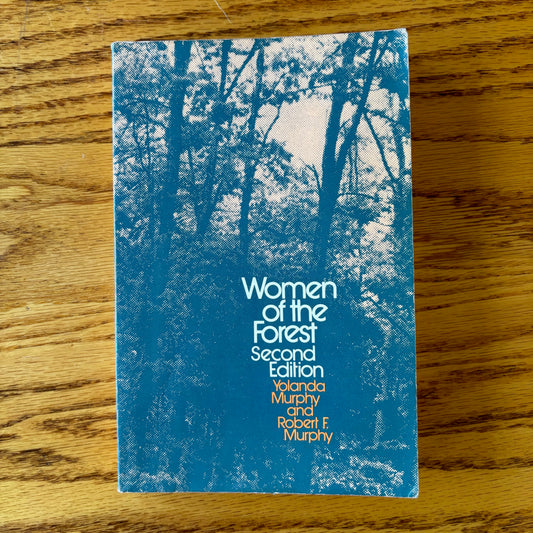 Women
of the
Forest
Second
Edition
Yolanda
Murphy
and
Robert F.
Murphy